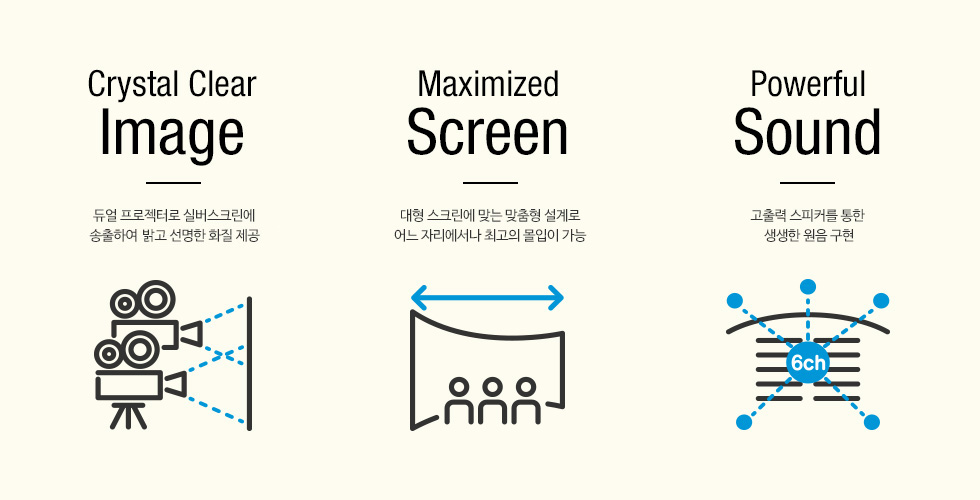 Crystal Clear
Image
듀얼 프로젝터로 실버스크린에
송출하여 밝고 선명한 화질 제공
Maximized
Screen
대형 스크린에 맞는 맞춤형 설계로
어느 자리에서나 최고의 몰입이 가능
Powerful
Sound
고출력 스피커를 통한
생생한 원음 구현
6ch